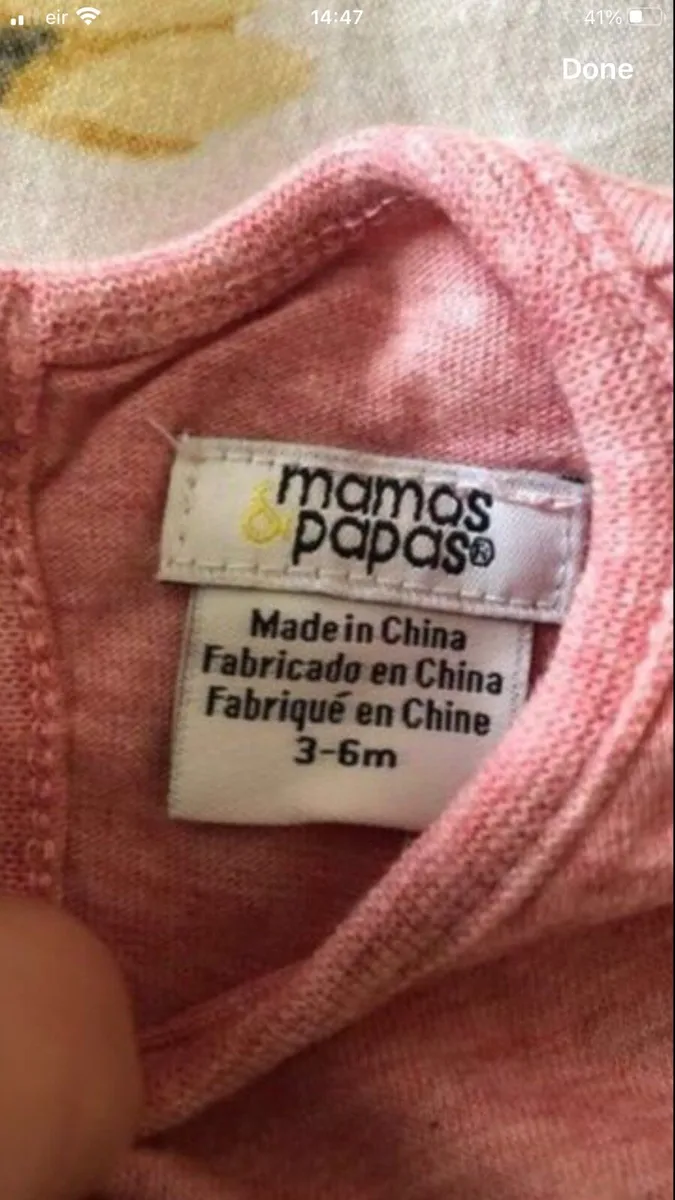 eir 14:47 41%
Done
mamas
& papas®
Made in China
Fabricado en China
Fabriqué en Chine
3-6m